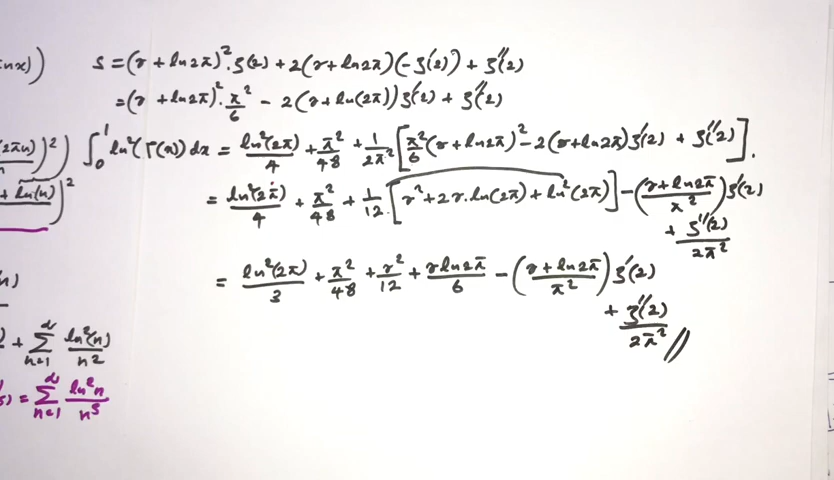 nx)) S = (γ + ln2π)².ζ(2) + 2(γ + ln2π)(-ζ'(2)) + ζ''(2)
= (γ + ln2π)².π²/6 - 2(γ + ln(2π))ζ'(2) + ζ''(2)
(2πn))²) ∫₀¹ ln²(Γ(x))dx = ln²(2π)/4 + π²/48 + 1/2π² [π²/6 (γ + ln2π)² - 2(γ + ln2π)ζ'(2) + ζ''(2)].
+ ln(n))² = ln²(2π)/4 + π²/48 + 1/12 [γ² + 2γ.ln(2π) + ln²(2π)] - (γ + ln2π/π²)ζ'(2)
+ ζ''(2)/2π²
= ln²(2π)/3 + π²/48 + γ²/12 + γln2π/6 - (γ + ln2π/π²)ζ'(2)
+ ζ''(2)/2π² //
+ ∑n=1^∞ ln²(n)/n2
s) = ∑n=1^∞ ln²n/n^s